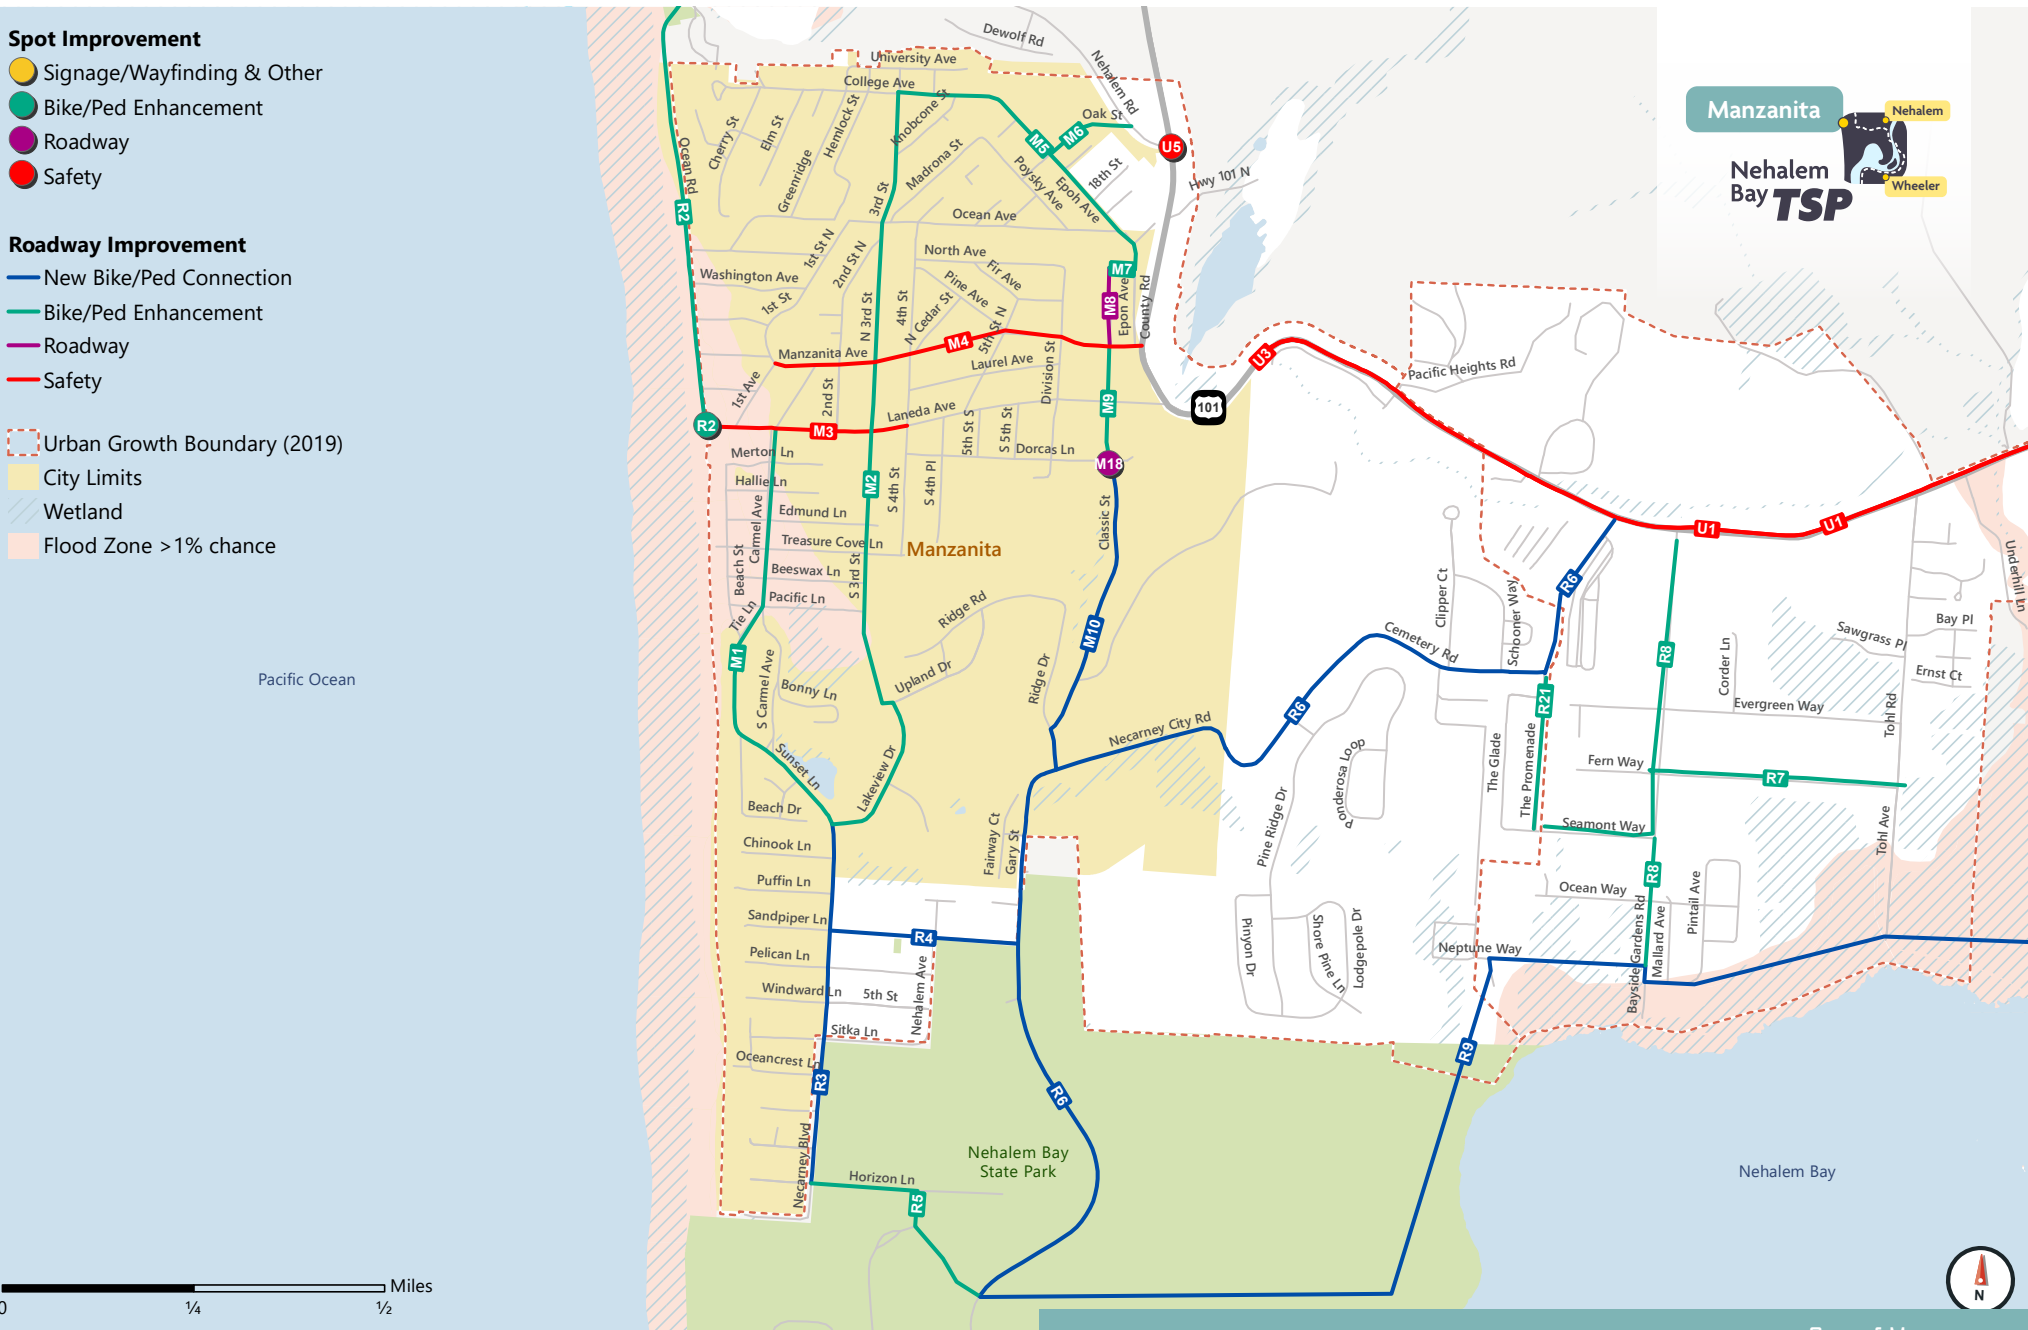 Spot Improvement
Signage/Wayfinding & Other
Bike/Ped Enhancement
Roadway
Safety
Roadway Improvement
New Bike/Ped Connection
Bike/Ped Enhancement
Roadway
Safety
Urban Growth Boundary (2019)
City Limits
Wetland
Flood Zone >1% chance
Manzanita
Nehalem
Wheeler
Nehalem
Bay TSP
Dewolf Rd
Nehalem Rd
University Ave
College Ave
Oak St
M6
M5
U5
Cherry St
Elm St
Hemlock St
Knobcone St
Greenridge
Madrona St
Poysky Ave
Epoh Ave
18th St
Hwy 101 N
Ocean Rd
R2
3rd St
Ocean Ave
1st St N
2nd St N
North Ave
Fir Ave
Pine Ave
M7
Washington Ave
1st St
N 3rd St
4th St
N Cedar St
5th St N
M8
Epon Ave
County Rd
M4
Manzanita Ave
Laurel Ave
Division St
U3
Pacific Heights Rd
1st Ave
2nd St
Laneda Ave
M9
101
R2
M3
5th St S
S 5th St
Dorcas Ln
M18
Merton Ln
Hallie Ln
M2
S 4th St
S 4th Pl
Edmund Ln
Carmel Ave
Classic St
U1
U1
Treasure Cove Ln
Manzanita
Beach St
Beeswax Ln
S 3rd St
Pacific Ln
Tie Ln
Ridge Rd
M10
Clipper Ct
Schooner Way
R6
Underhill Ln
Cemetery Rd
Bay Pl
Sawgrass Pl
Ernst Ct
Pacific Ocean
M1
S Carmel Ave
Bonny Ln
Upland Dr
Ridge Dr
R8
Corder Ln
R21
R6
Necarney City Rd
Evergreen Way
Tohl Rd
Sunset Ln
Lakeview Dr
Ponderosa Loop
The Glade
The Promenade
Fern Way
R7
Beach Dr
Pine Ridge Dr
Seamont Way
Tohl Ave
Chinook Ln
Fairway Ct
Gary St
Puffin Ln
R8
Ocean Way
Sandpiper Ln
R4
Pinyon Dr
Shore Pine Ln
Lodgepole Dr
Neptune Way
Bayside Gardens Rd
Mallard Ave
Pintail Ave
Pelican Ln
Windward Ln
5th St
Nehalem Ave
Sitka Ln
Oceancrest Ln
R3
R6
R9
Necarney Blvd
Nehalem Bay
State Park
Nehalem Bay
Horizon Ln
R5
Miles
0
¼
½
N